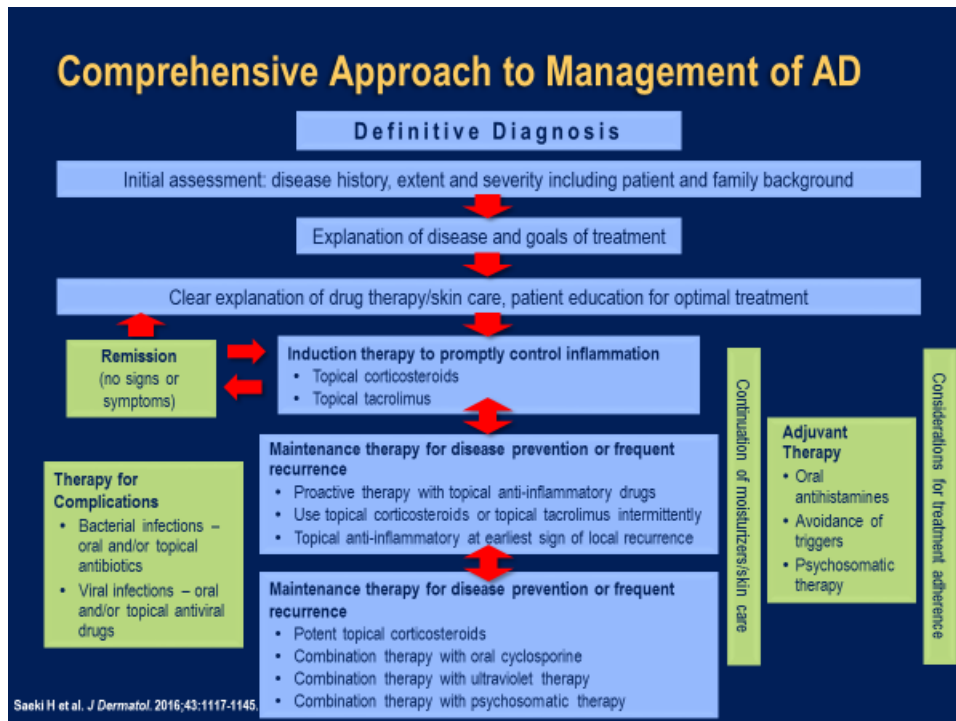 Comprehensive Approach to Management of AD
Definitive Diagnosis
Initial assessment: disease history, extent and severity including patient and family background
Explanation of disease and goals of treatment
Clear explanation of drug therapy/skin care, patient education for optimal treatment
Remission
(no signs or
symptoms)
Induction therapy to promptly control inflammation
• Topical corticosteroids
• Topical tacrolimus
Maintenance therapy for disease prevention or frequent
recurrence
• Proactive therapy with topical anti-inflammatory drugs
• Use topical corticosteroids or topical tacrolimus intermittently
• Topical anti-inflammatory at earliest sign of local recurrence
Maintenance therapy for disease prevention or frequent
recurrence
• Potent topical corticosteroids
• Combination therapy with oral cyclosporine
• Combination therapy with ultraviolet therapy
• Combination therapy with psychosomatic therapy
Therapy for
Complications
• Bacterial infections –
oral and/or topical
antibiotics
• Viral infections – oral
and/or topical antiviral
drugs
Continuation of moisturizers/skin care
Adjuvant
Therapy
• Oral
antihistamines
• Avoidance of
triggers
• Psychosomatic
therapy
Considerations for treatment adherence
Saeki H et al. J Dermatol. 2016;43:1117-1145.